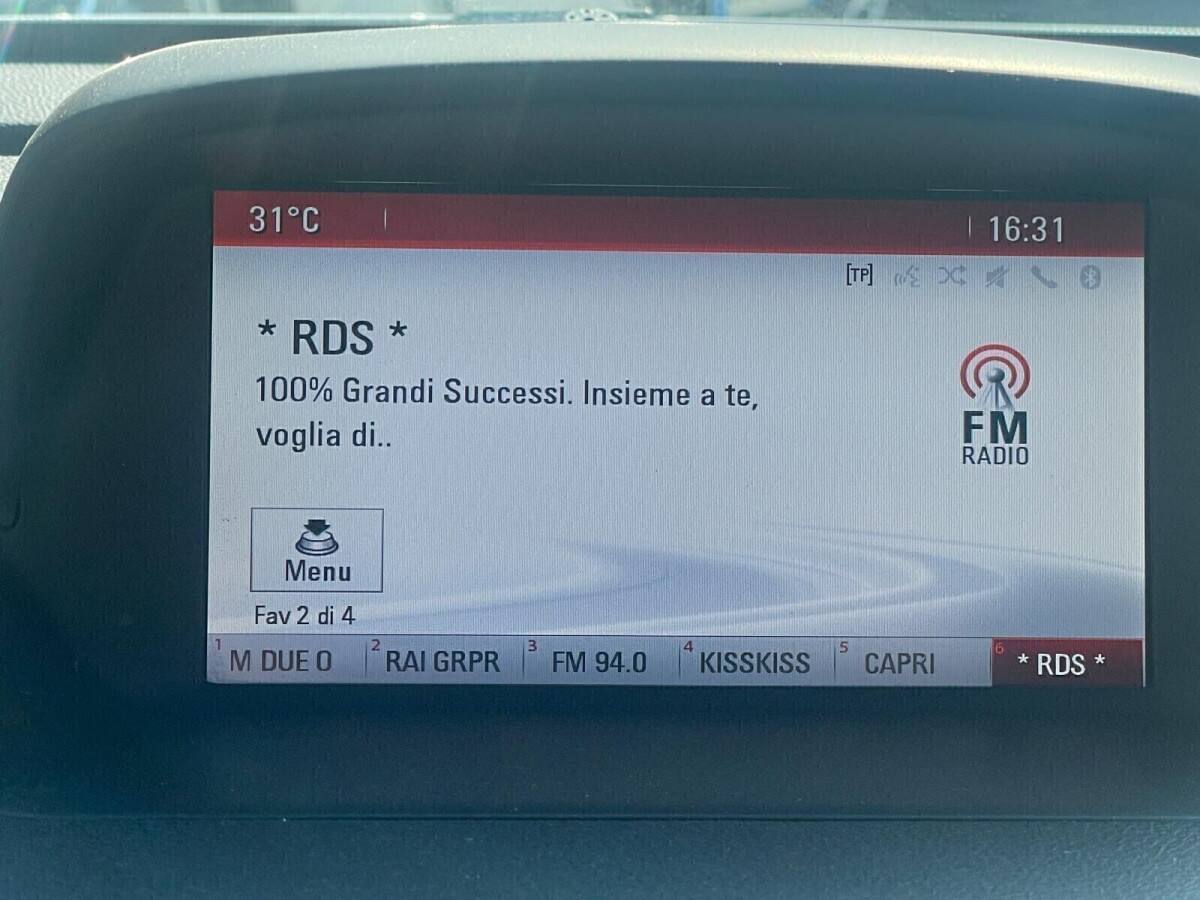 31°C
16:31
[TP]
* RDS *
100% Grandi Successi. Insieme a te,
voglia di..
FM
RADIO
Menu
Fav 2 di 4
1 M DUE O 2 RAI GRPR 3 FM 94.0 4 KISSKISS 5 CAPRI 6 * RDS *